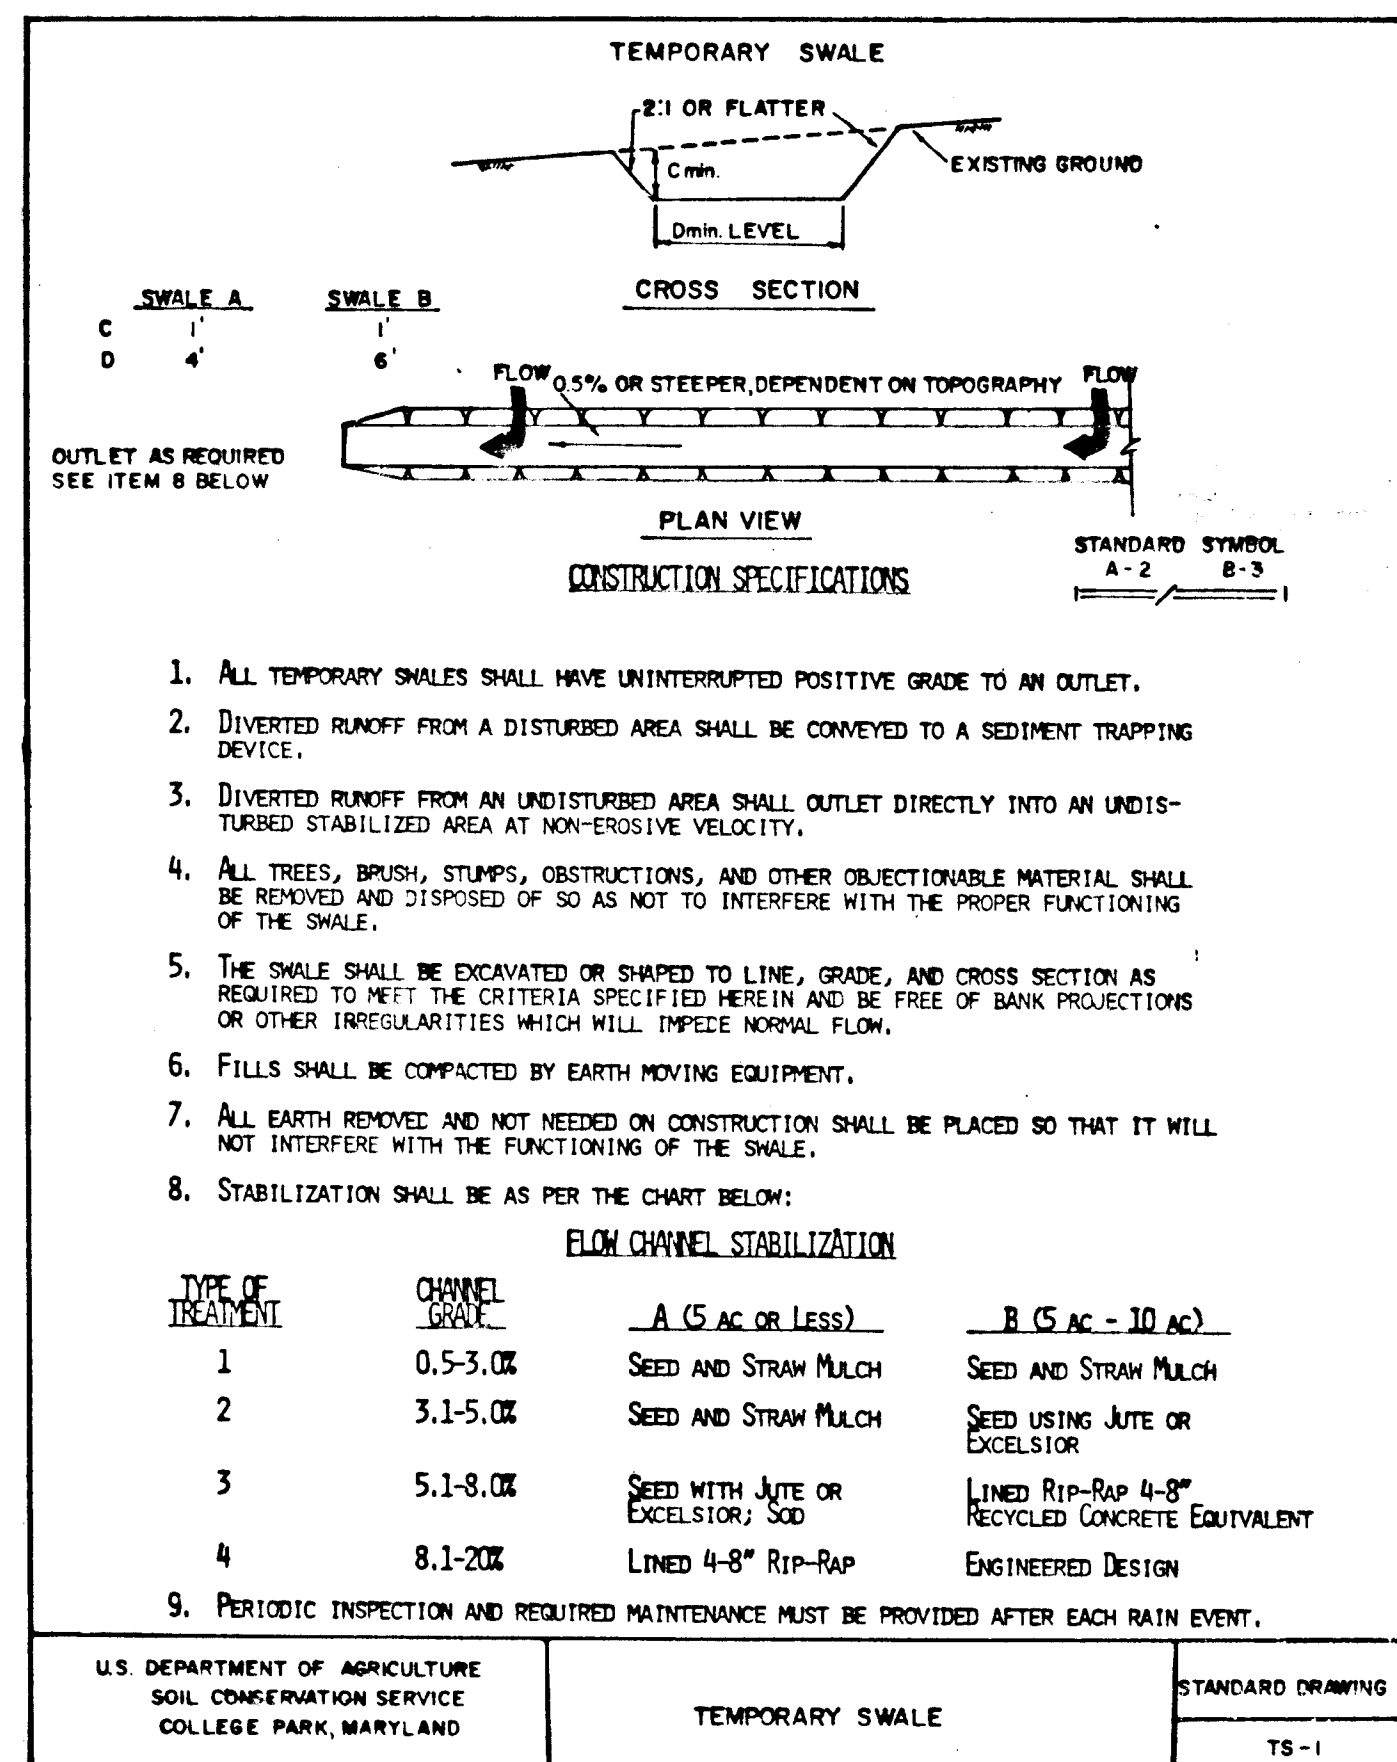 TEMPORARY SWALE
2:1 OR FLATTER
C min.
EXISTING GROUND
Dmin. LEVEL
CROSS SECTION
SWALE A SWALE B
C 1' 1'
D 4' 6'
FLOW 0.5% OR STEEPER, DEPENDENT ON TOPOGRAPHY FLOW
OUTLET AS REQUIRED
SEE ITEM 8 BELOW
PLAN VIEW
STANDARD SYMBOL
A-2 B-3
CONSTRUCTION SPECIFICATIONS
1. ALL TEMPORARY SWALES SHALL HAVE UNINTERRUPTED POSITIVE GRADE TO AN OUTLET.
2. DIVERTED RUNOFF FROM A DISTURBED AREA SHALL BE CONVEYED TO A SEDIMENT TRAPPING
DEVICE.
3. DIVERTED RUNOFF FROM AN UNDISTURBED AREA SHALL OUTLET DIRECTLY INTO AN UNDIS-
TURBED STABILIZED AREA AT NON-EROSIVE VELOCITY.
4. ALL TREES, BRUSH, STUMPS, OBSTRUCTIONS, AND OTHER OBJECTIONABLE MATERIAL SHALL
BE REMOVED AND DISPOSED OF SO AS NOT TO INTERFERE WITH THE PROPER FUNCTIONING
OF THE SWALE.
5. THE SWALE SHALL BE EXCAVATED OR SHAPED TO LINE, GRADE, AND CROSS SECTION AS
REQUIRED TO MEET THE CRITERIA SPECIFIED HEREIN AND BE FREE OF BANK PROJECTIONS
OR OTHER IRREGULARITIES WHICH WILL IMPEDE NORMAL FLOW.
6. FILLS SHALL BE COMPACTED BY EARTH MOVING EQUIPMENT.
7. ALL EARTH REMOVED AND NOT NEEDED ON CONSTRUCTION SHALL BE PLACED SO THAT IT WILL
NOT INTERFERE WITH THE FUNCTIONING OF THE SWALE.
8. STABILIZATION SHALL BE AS PER THE CHART BELOW:
FLOW CHANNEL STABILIZATION
TYPE OF CHANNEL
TREATMENT GRADE A (5 AC OR LESS) B (5 AC - 10 AC)
1 0.5-3.0% SEED AND STRAW MULCH SEED AND STRAW MULCH
2 3.1-5.0% SEED AND STRAW MULCH SEED USING JUTE OR
EXCELSIOR
3 5.1-8.0% SEED WITH JUTE OR LINED RIP-RAP 4-8"
EXCELSIOR; SOD RECYCLED CONCRETE EQUIVALENT
4 8.1-20% LINED 4-8" RIP-RAP ENGINEERED DESIGN
9. PERIODIC INSPECTION AND REQUIRED MAINTENANCE MUST BE PROVIDED AFTER EACH RAIN EVENT.
U.S. DEPARTMENT OF AGRICULTURE
SOIL CONSERVATION SERVICE
COLLEGE PARK, MARYLAND
TEMPORARY SWALE
STANDARD DRAWING
TS-1